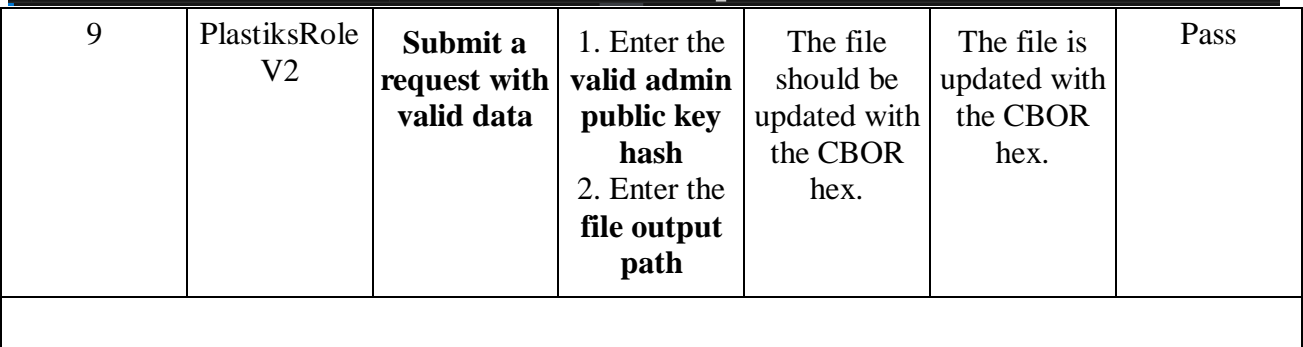 9
PlastiksRole
V2
Submit a
request with
valid data
1. Enter the
valid admin
public key
hash
2. Enter the
file output
path
The file
should be
updated with
the CBOR
hex.
The file is
updated with
the CBOR
hex.
Pass